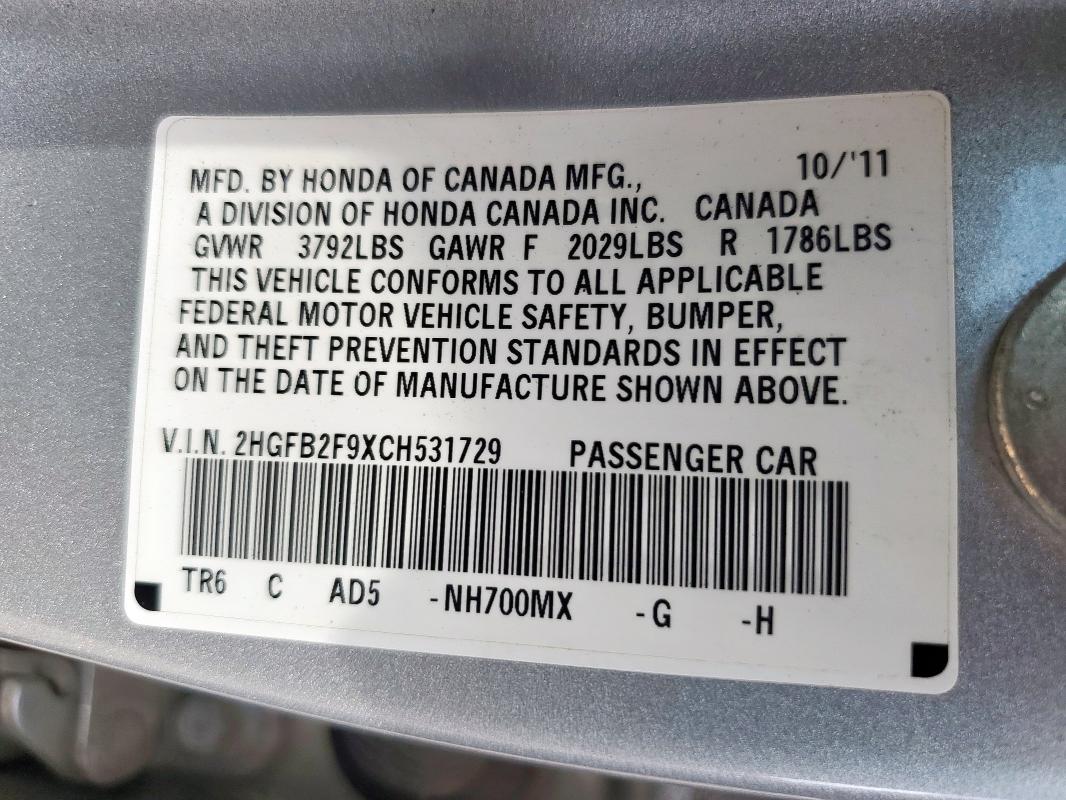 MFD. BY HONDA OF CANADA MFG., 10/'11
A DIVISION OF HONDA CANADA INC. CANADA
GVWR 3792LBS GAWR F 2029LBS R 1786LBS
THIS VEHICLE CONFORMS TO ALL APPLICABLE
FEDERAL MOTOR VEHICLE SAFETY, BUMPER,
AND THEFT PREVENTION STANDARDS IN EFFECT
ON THE DATE OF MANUFACTURE SHOWN ABOVE.
V.I.N. 2HGFB2F9XCH531729 PASSENGER CAR
TR6 C AD5 -NH700MX -G -H